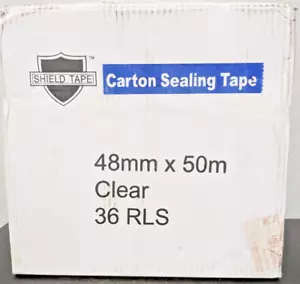 SHIELD TAPE
TM
Carton Sealing Tape
48mm x 50m
Clear
36 RLS